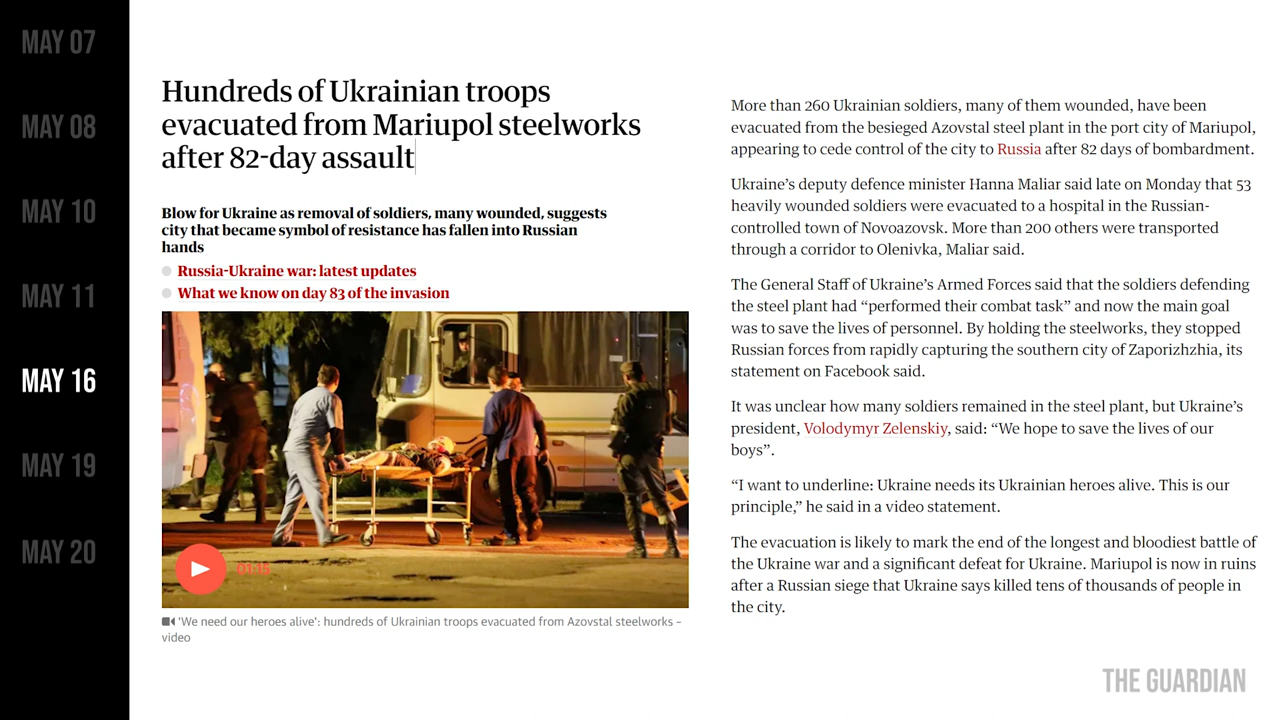 MAY 07
MAY 08
MAY 10
MAY 11
MAY 16
MAY 19
MAY 20
Hundreds of Ukrainian troops
evacuated from Mariupol steelworks
after 82-day assault
Blow for Ukraine as removal of soldiers, many wounded, suggests
city that became symbol of resistance has fallen into Russian
hands
Russia-Ukraine war: latest updates
What we know on day 83 of the invasion
01:15
'We need our heroes alive': hundreds of Ukrainian troops evacuated from Azovstal steelworks –
video
More than 260 Ukrainian soldiers, many of them wounded, have been
evacuated from the besieged Azovstal steel plant in the port city of Mariupol,
appearing to cede control of the city to Russia after 82 days of bombardment.
Ukraine’s deputy defence minister Hanna Maliar said late on Monday that 53
heavily wounded soldiers were evacuated to a hospital in the Russian-
controlled town of Novoazovsk. More than 200 others were transported
through a corridor to Olenivka, Maliar said.
The General Staff of Ukraine’s Armed Forces said that the soldiers defending
the steel plant had “performed their combat task” and now the main goal
was to save the lives of personnel. By holding the steelworks, they stopped
Russian forces from rapidly capturing the southern city of Zaporizhzhia, its
statement on Facebook said.
It was unclear how many soldiers remained in the steel plant, but Ukraine’s
president, Volodymyr Zelenskiy, said: “We hope to save the lives of our
boys”.
“I want to underline: Ukraine needs its Ukrainian heroes alive. This is our
principle,” he said in a video statement.
The evacuation is likely to mark the end of the longest and bloodiest battle of
the Ukraine war and a significant defeat for Ukraine. Mariupol is now in ruins
after a Russian siege that Ukraine says killed tens of thousands of people in
the city.
THE GUARDIAN